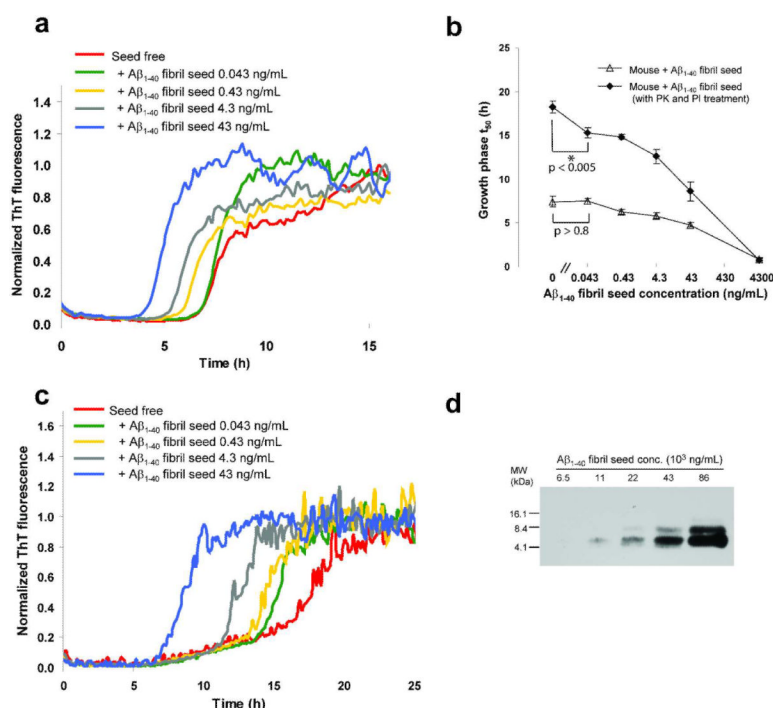 a
Seed free
+ Aβ1-40 fibril seed 0.043 ng/mL
+ Aβ1-40 fibril seed 0.43 ng/mL
+ Aβ1-40 fibril seed 4.3 ng/mL
+ Aβ1-40 fibril seed 43 ng/mL
Normalized ThT fluorescence
1.4
1.2
1.0
0.8
0.6
0.4
0.2
0.0
0 5 10 15
Time (h)
b
Mouse + Aβ1-40 fibril seed
Mouse + Aβ1-40 fibril seed
(with PK and PI treatment)
Growth phase t50 (h)
25
20
15
10
5
0
*
p < 0.005
p > 0.8
0 // 0.043 0.43 4.3 43 430 4300
Aβ1-40 fibril seed concentration (ng/mL)
c
Seed free
+ Aβ1-40 fibril seed 0.043 ng/mL
+ Aβ1-40 fibril seed 0.43 ng/mL
+ Aβ1-40 fibril seed 4.3 ng/mL
+ Aβ1-40 fibril seed 43 ng/mL
Normalized ThT fluorescence
1.6
1.4
1.2
1.0
0.8
0.6
0.4
0.2
0.0
0 5 10 15 20 25
Time (h)
d
Aβ1-40 fibril seed conc. (10³ ng/mL)
MW
(kDa)
6.5 11 22 43 86
16.1
8.4
4.1